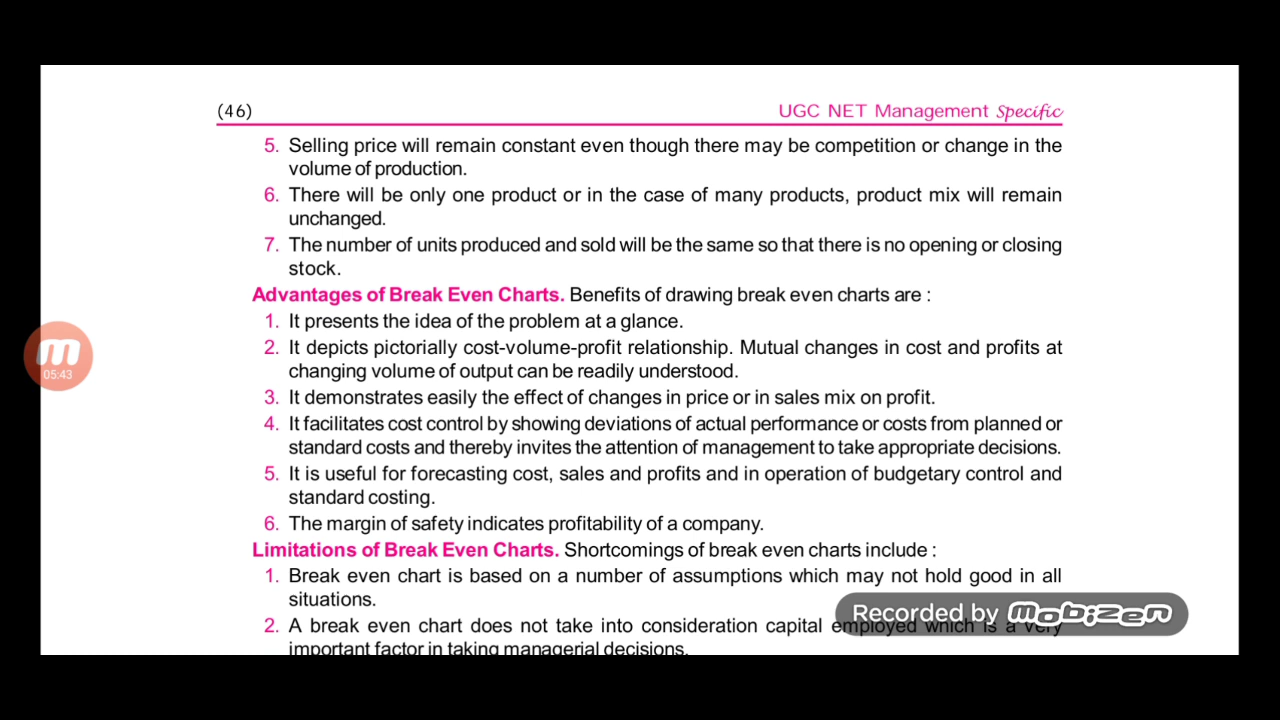 (46)
UGC NET Management Specific
5. Selling price will remain constant even though there may be competition or change in the
volume of production.
6. There will be only one product or in the case of many products, product mix will remain
unchanged.
7. The number of units produced and sold will be the same so that there is no opening or closing
stock.
Advantages of Break Even Charts. Benefits of drawing break even charts are :
1. It presents the idea of the problem at a glance.
2. It depicts pictorially cost-volume-profit relationship. Mutual changes in cost and profits at
changing volume of output can be readily understood.
3. It demonstrates easily the effect of changes in price or in sales mix on profit.
4. It facilitates cost control by showing deviations of actual performance or costs from planned or
standard costs and thereby invites the attention of management to take appropriate decisions.
05:43
5. It is useful for forecasting cost, sales and profits and in operation of budgetary control and
standard costing.
6. The margin of safety indicates profitability of a company.
Limitations of Break Even Charts. Shortcomings of break even charts include :
1. Break even chart is based on a number of assumptions which may not hold good in all
situations.
Recorded by mobizen
2. A break even chart does not take into consideration capital employed which is a very
important factor in taking managerial decisions.